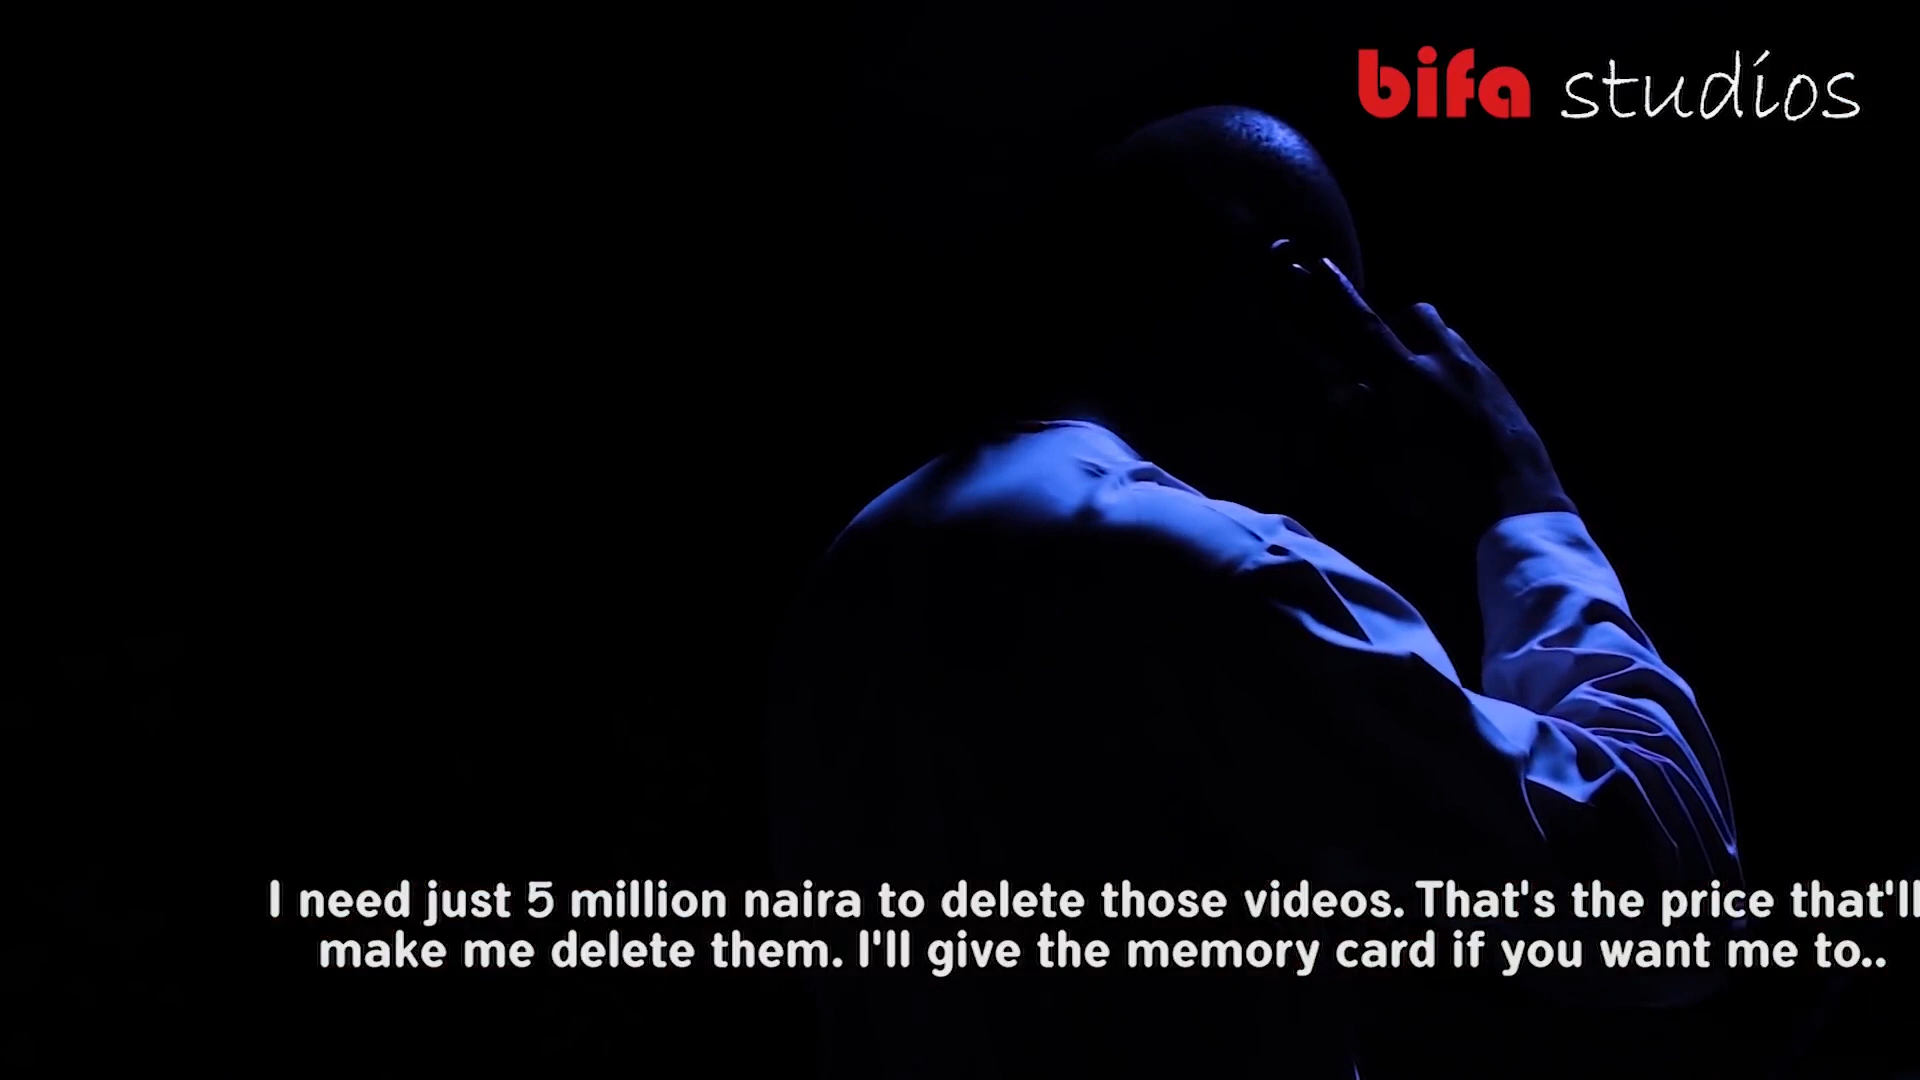 bifa studios
I need just 5 million naira to delete those videos. That's the price that'll
make me delete them. I'll give the memory card if you want me to..